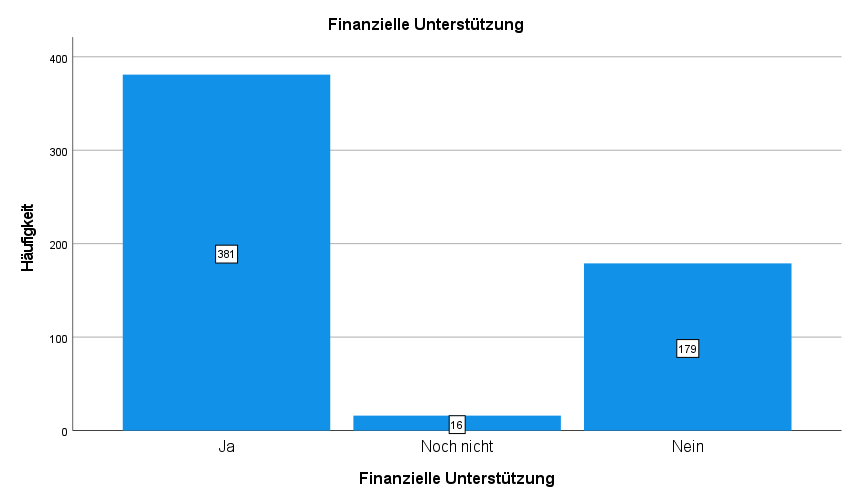 Finanzielle Unterstützung
Häufigkeit
400
300
200
100
0
381
16
179
Ja
Noch nicht
Nein
Finanzielle Unterstützung